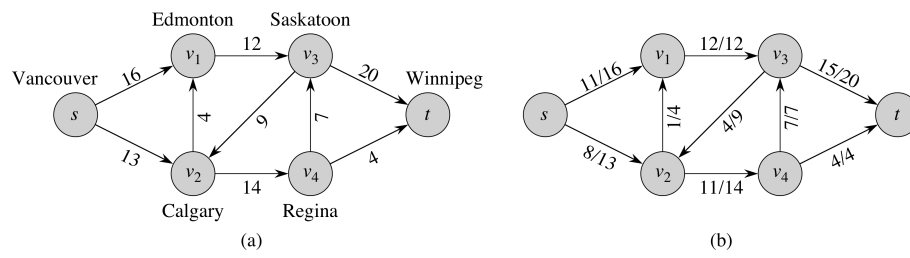 Edmonton Saskatoon
Vancouver Winnipeg
Calgary Regina
s v1 v2 v3 v4 t
16 13 12 4 9 14 7 20 4
(a)
s v1 v2 v3 v4 t
11/16 8/13 12/12 1/4 4/9 11/14 7/7 15/20 4/4
(b)